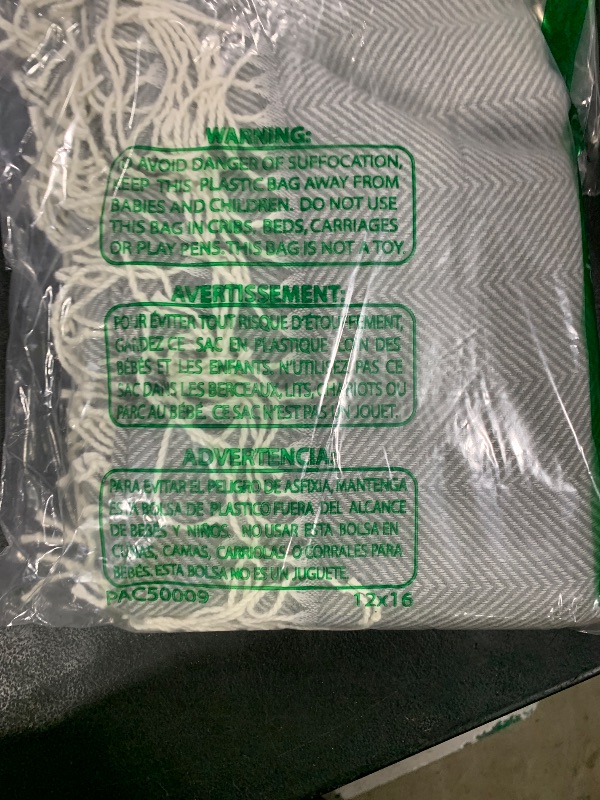 WARNING:
TO AVOID DANGER OF SUFFOCATION,
KEEP THIS PLASTIC BAG AWAY FROM
BABIES AND CHILDREN. DO NOT USE
THIS BAG IN CRIBS, BEDS, CARRIAGES
OR PLAY PENS. THIS BAG IS NOT A TOY.
AVERTISSEMENT:
POUR ÉVITER TOUT RISQUE D'ÉTOUFFEMENT,
GARDEZ CE SAC EN PLASTIQUE LOIN DES
BÉBÉS ET LES ENFANTS. N'UTILISEZ PAS CE
SAC DANS LES BERCEAUX, LITS, CHARIOTS OU
PARC AU BÉBÉ. CE SAC N'EST PAS UN JOUET.
ADVERTENCIA:
PARA EVITAR EL PELIGRO DE ASFIXIA, MANTENGA
ESTA BOLSA DE PLASTICO FUERA DEL ALCANCE
DE BEBÉS Y NIÑOS. NO USAR ESTA BOLSA EN
CUNAS, CAMAS, CARRIOLAS O CORRALES PARA
BEBÉS. ESTA BOLSA NO ES UN JUGUETE.
PAC50009 12x16